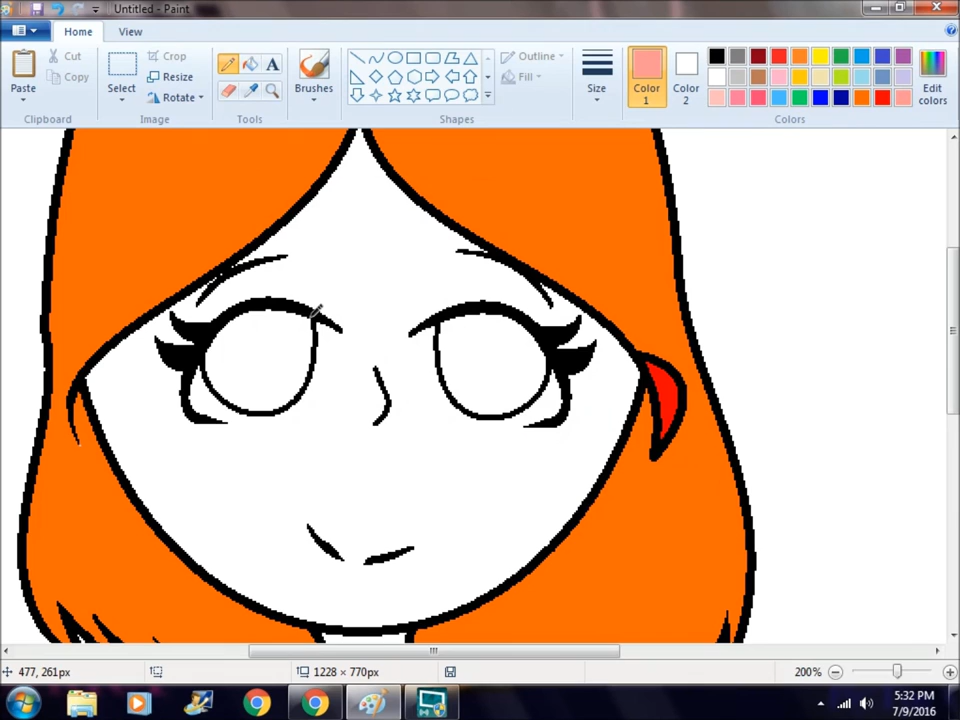 Untitled - Paint
Home View
Paste
Cut
Copy
Clipboard
Select
Crop
Resize
Rotate
Image
A
Tools
Brushes
Outline
Fill
Shapes
Size
Color
1
Color
2
Edit
colors
Colors
477, 261px
1228 × 770px
200%
5:32 PM
7/9/2016